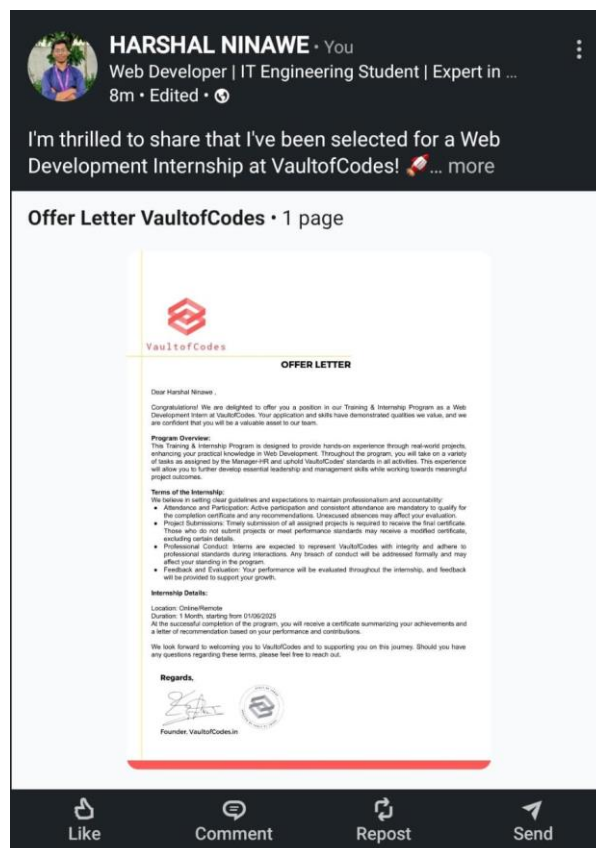 HARSHAL NINAWE • You
Web Developer | IT Engineering Student | Expert in ...
8m • Edited •
I'm thrilled to share that I've been selected for a Web
Development Internship at VaultofCodes! 🚀... more
Offer Letter VaultofCodes • 1 page
VaultofCodes
OFFER LETTER
Dear Harshal Ninawe ,
Congratulations! We are delighted to offer you a position in our Training & Internship Program as a Web
Development Intern at VaultofCodes. Your application and skills have demonstrated qualities we value, and we
are confident that you will be a valuable asset to our team.
Program Overview:
This Training & Internship Program is designed to provide hands-on experience through real-world projects,
enhancing your practical knowledge in Web Development. Throughout the program, you will take on a variety
of tasks as assigned by the Manager-HR and uphold VaultofCodes' standards in all activities. This experience
will allow you to further develop essential leadership and management skills while working towards meaningful
project outcomes.
Terms of the Internship:
We believe in setting clear guidelines and expectations to maintain professionalism and accountability:
• Attendance and Participation: Active participation and consistent attendance are mandatory to qualify for
the completion certificate and any recommendations. Unexcused absences may affect your evaluation.
• Project Submissions: Timely submission of all assigned projects is required to receive the final certificate.
Those who do not submit projects or meet performance standards may receive a modified certificate,
excluding certain details.
• Professional Conduct: Interns are expected to represent VaultofCodes with integrity and adhere to
professional standards during interactions. Any breach of conduct will be addressed formally and may
affect your standing in the program.
• Feedback and Evaluation: Your performance will be evaluated throughout the internship, and feedback
will be provided to support your growth.
Internship Details:
Location: Online/Remote
Duration: 1 Month, starting from 01/06/2025
At the successful completion of the program, you will receive a certificate summarizing your achievements and
a letter of recommendation based on your performance and contributions.
We look forward to welcoming you to VaultofCodes and to supporting you on this journey. Should you have
any questions regarding these terms, please feel free to reach out.
Regards,
Founder, VaultofCodes.in
Like
Comment
Repost
Send